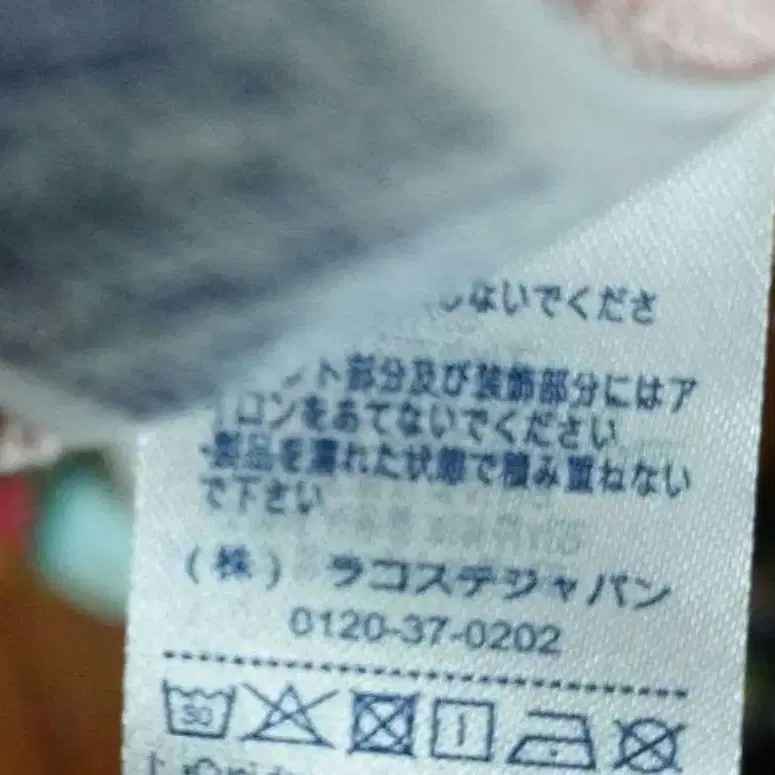 ないでくださ
ント部分及び装飾部分にはア
イロンをあてないでください
・製品を濡れた状態で積み重ねない
で下さい
(株) ラコステジャパン
0120-37-0202
30